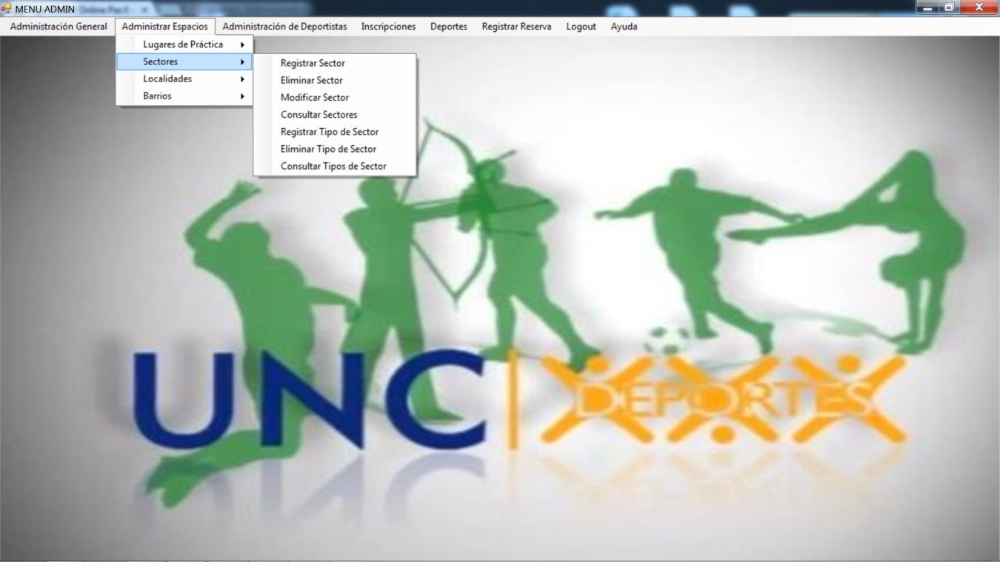 MENU ADMIN
Administración General Administrar Espacios Administración de Deportistas Inscripciones Deportes Registrar Reserva Logout Ayuda
Lugares de Práctica
Sectores
Localidades
Barrios
Registrar Sector
Eliminar Sector
Modificar Sector
Consultar Sectores
Registrar Tipo de Sector
Eliminar Tipo de Sector
Consultar Tipos de Sector
UNC DEPORTES